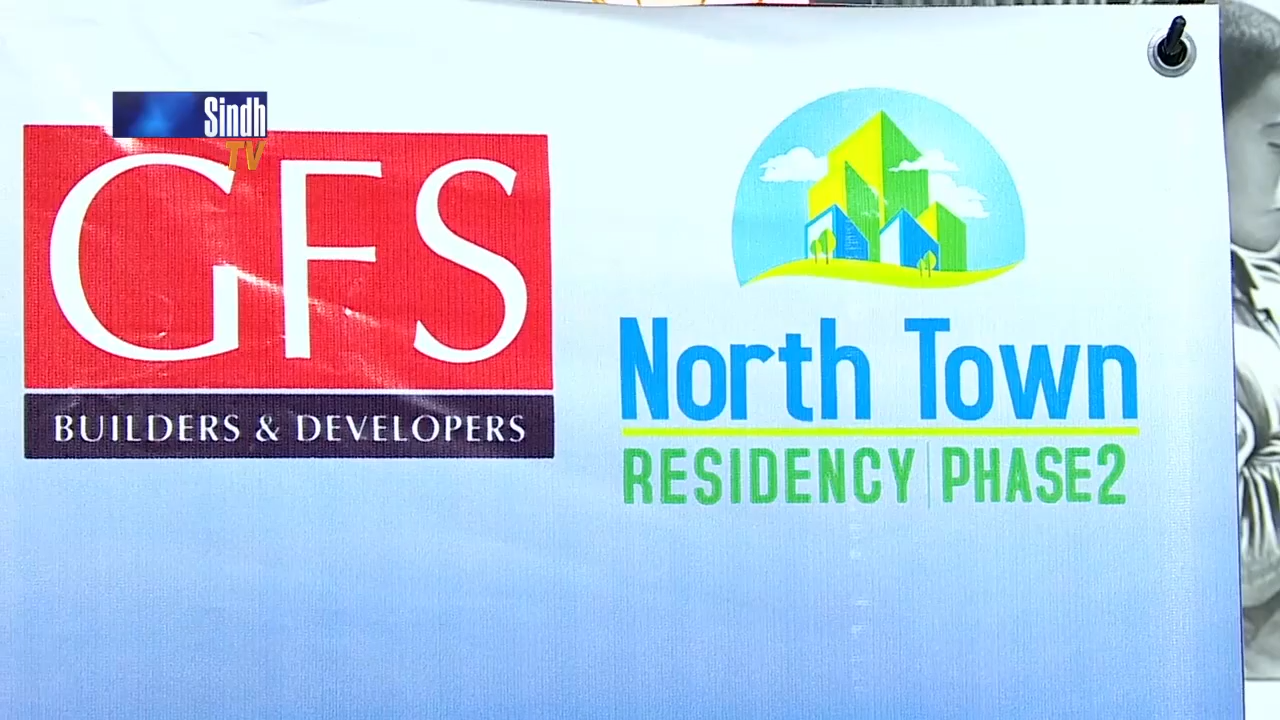 Sindh
TV
GFS
BUILDERS & DEVELOPERS
North Town
RESIDENCY | PHASE2